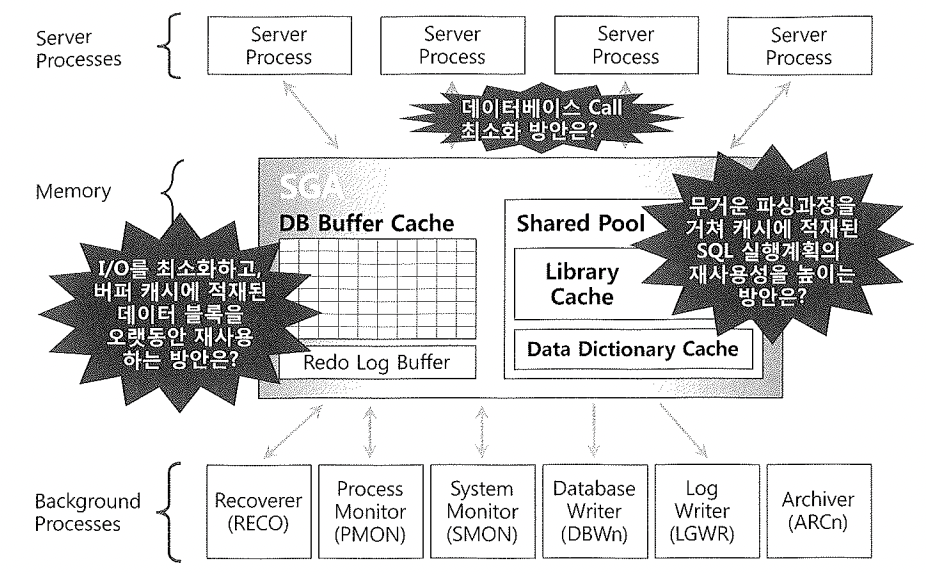 Server
Processes
Server
Process
Server
Process
Server
Process
Server
Process
데이터베이스 Call
최소화 방안은?
Memory
SGA
DB Buffer Cache
Shared Pool
무거운 파싱과정을
거쳐 캐시에 적재된
SQL 실행계획의
재사용성을 높이는
방안은?
I/O를 최소화하고,
버퍼 캐시에 적재된
데이터 블록을
오랫동안 재사용
하는 방안은?
Library
Cache
Redo Log Buffer
Data Dictionary Cache
Background
Processes
Recoverer
(RECO)
Process
Monitor
(PMON)
System
Monitor
(SMON)
Database
Writer
(DBWn)
Log
Writer
(LGWR)
Archiver
(ARCn)